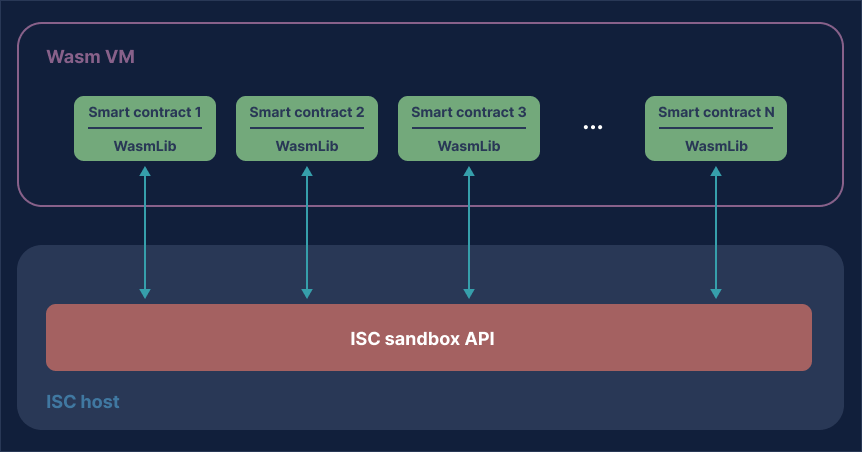 Wasm VM
Smart contract 1
WasmLib
Smart contract 2
WasmLib
Smart contract 3
WasmLib
...
Smart contract N
WasmLib
ISC sandbox API
ISC host